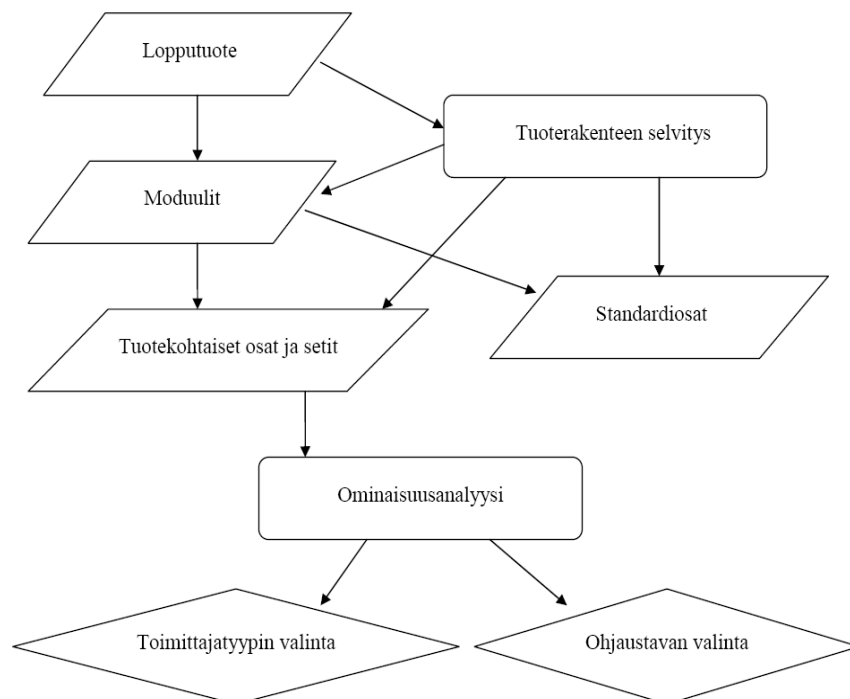 Lopputuote
Tuoterakenteen selvitys
Moduulit
Standardiosat
Tuotekohtaiset osat ja setit
Ominaisuusanalyysi
Toimittajatyypin valinta
Ohjaustavan valinta